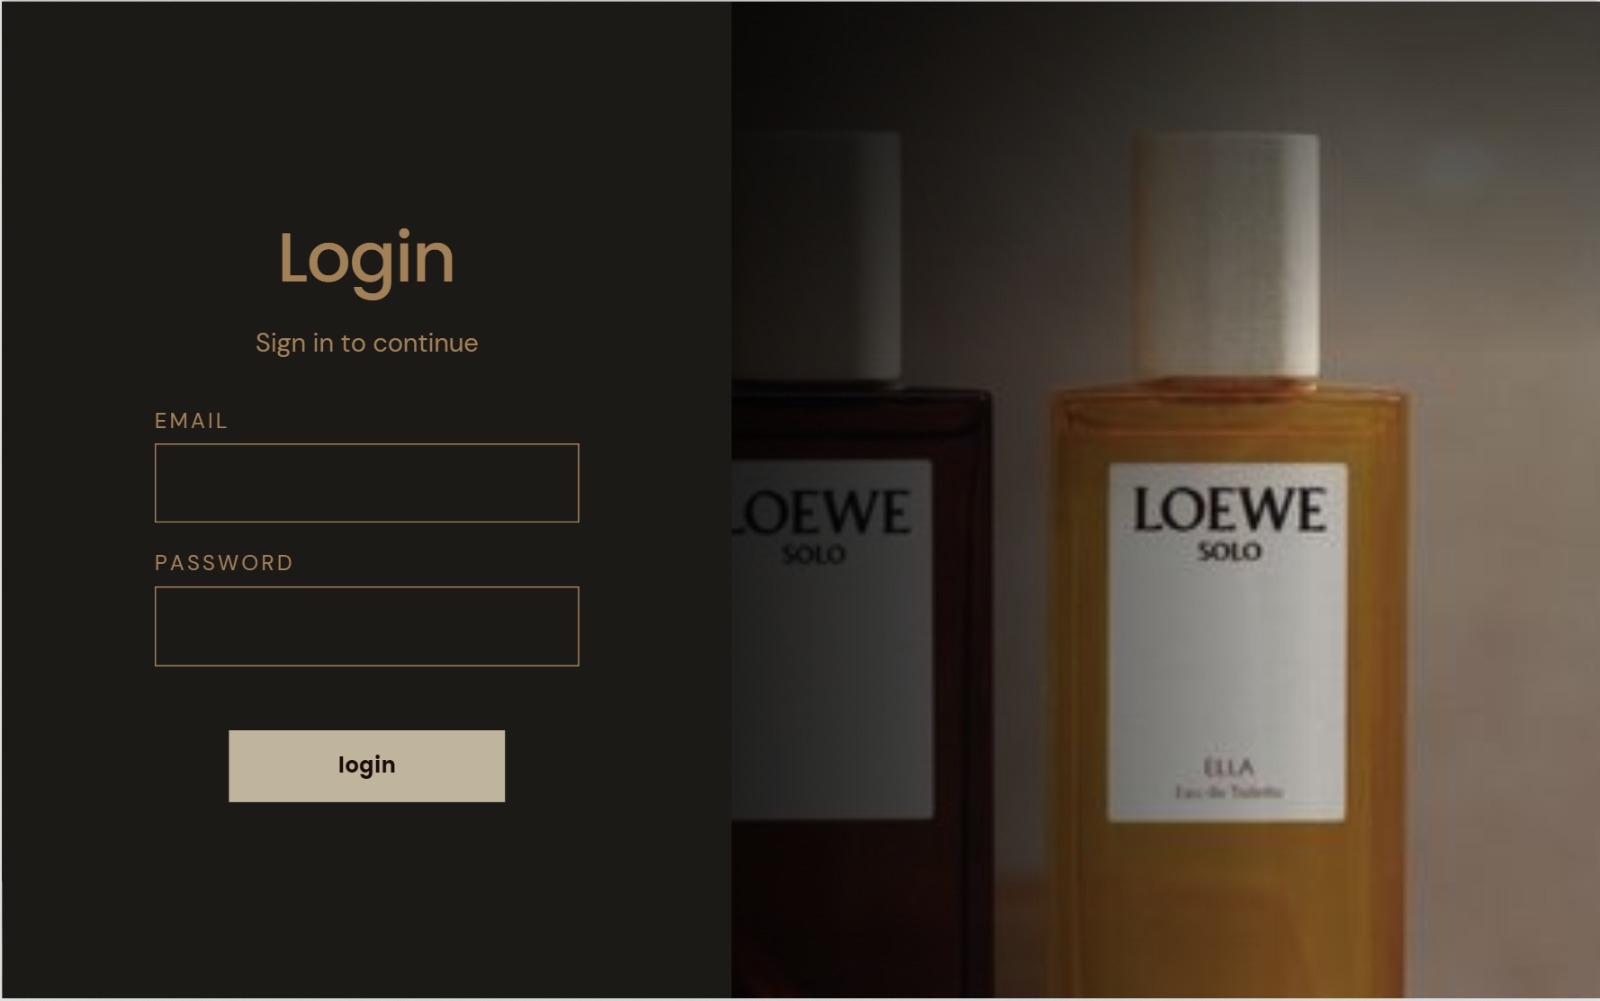 Login
Sign in to continue
EMAIL
PASSWORD
login
LOEWE
SOLO
LOEWE
SOLO
ELLA
Eau de Toilette